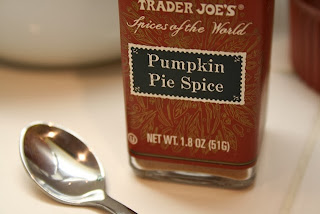 TRADER JOE'S®
Spices of the World
Pumpkin
Pie Spice
NET WT. 1.8 OZ (51G)